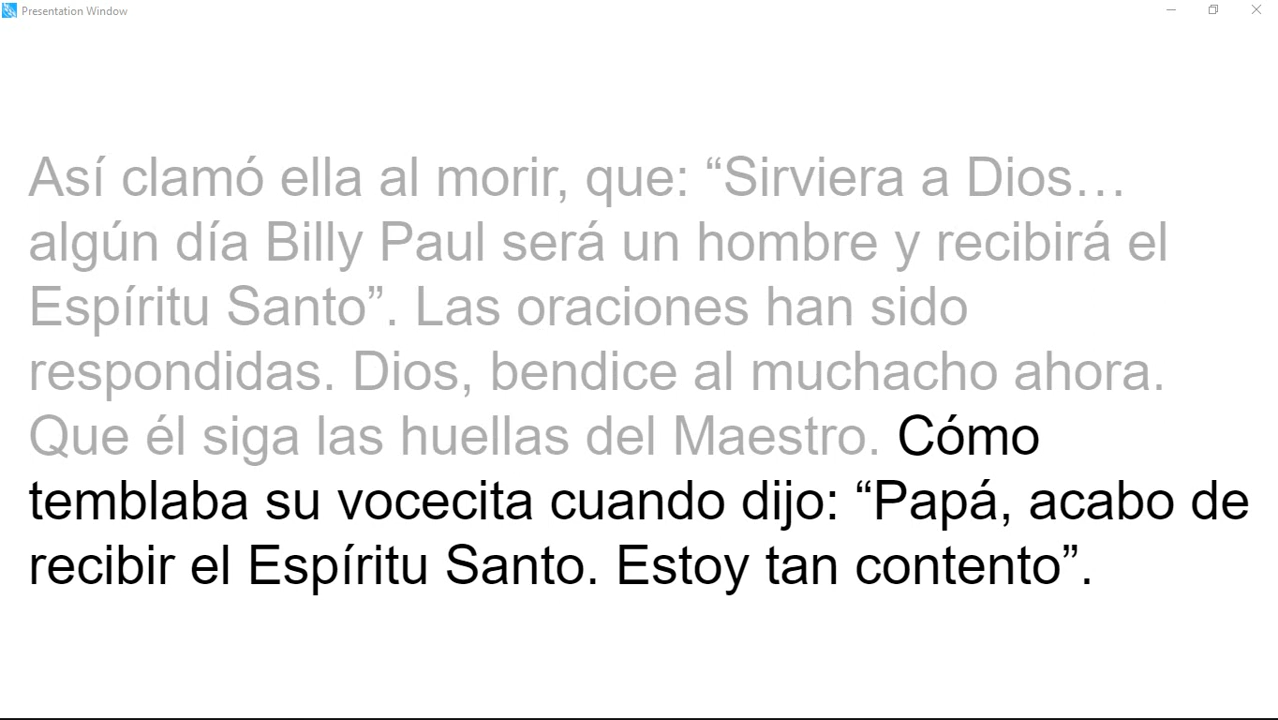 Presentation Window
Así clamó ella al morir, que: “Sirviera a Dios…
algún día Billy Paul será un hombre y recibirá el
Espíritu Santo”. Las oraciones han sido
respondidas. Dios, bendice al muchacho ahora.
Que él siga las huellas del Maestro. Cómo
temblaba su vocecita cuando dijo: “Papá, acabo de
recibir el Espíritu Santo. Estoy tan contento”.